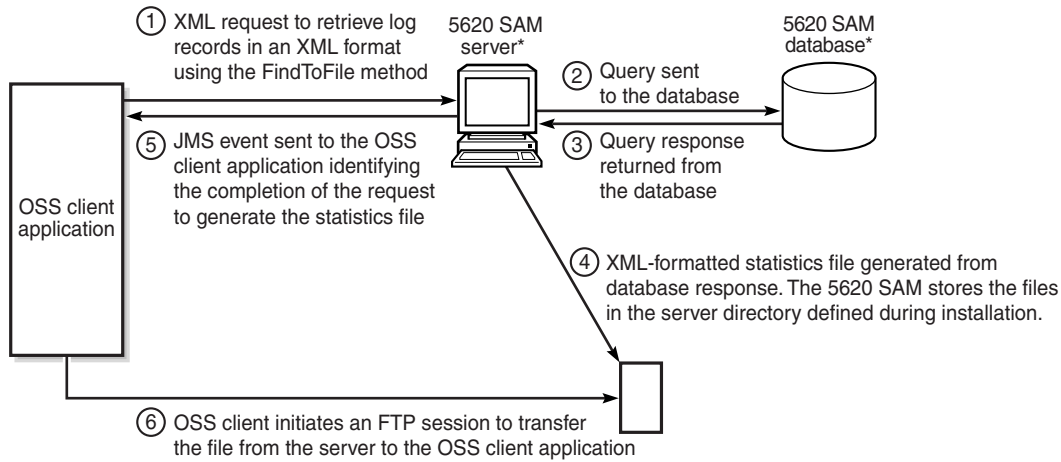 ① XML request to retrieve log
records in an XML format
using the FindToFile method
5620 SAM
server*
5620 SAM
database*
② Query sent
to the database
③ Query response
returned from
the database
⑤ JMS event sent to the OSS
client application identifying
the completion of the request
to generate the statistics file
OSS client
application
④ XML-formatted statistics file generated from
database response. The 5620 SAM stores the files
in the server directory defined during installation.
⑥ OSS client initiates an FTP session to transfer
the file from the server to the OSS client application